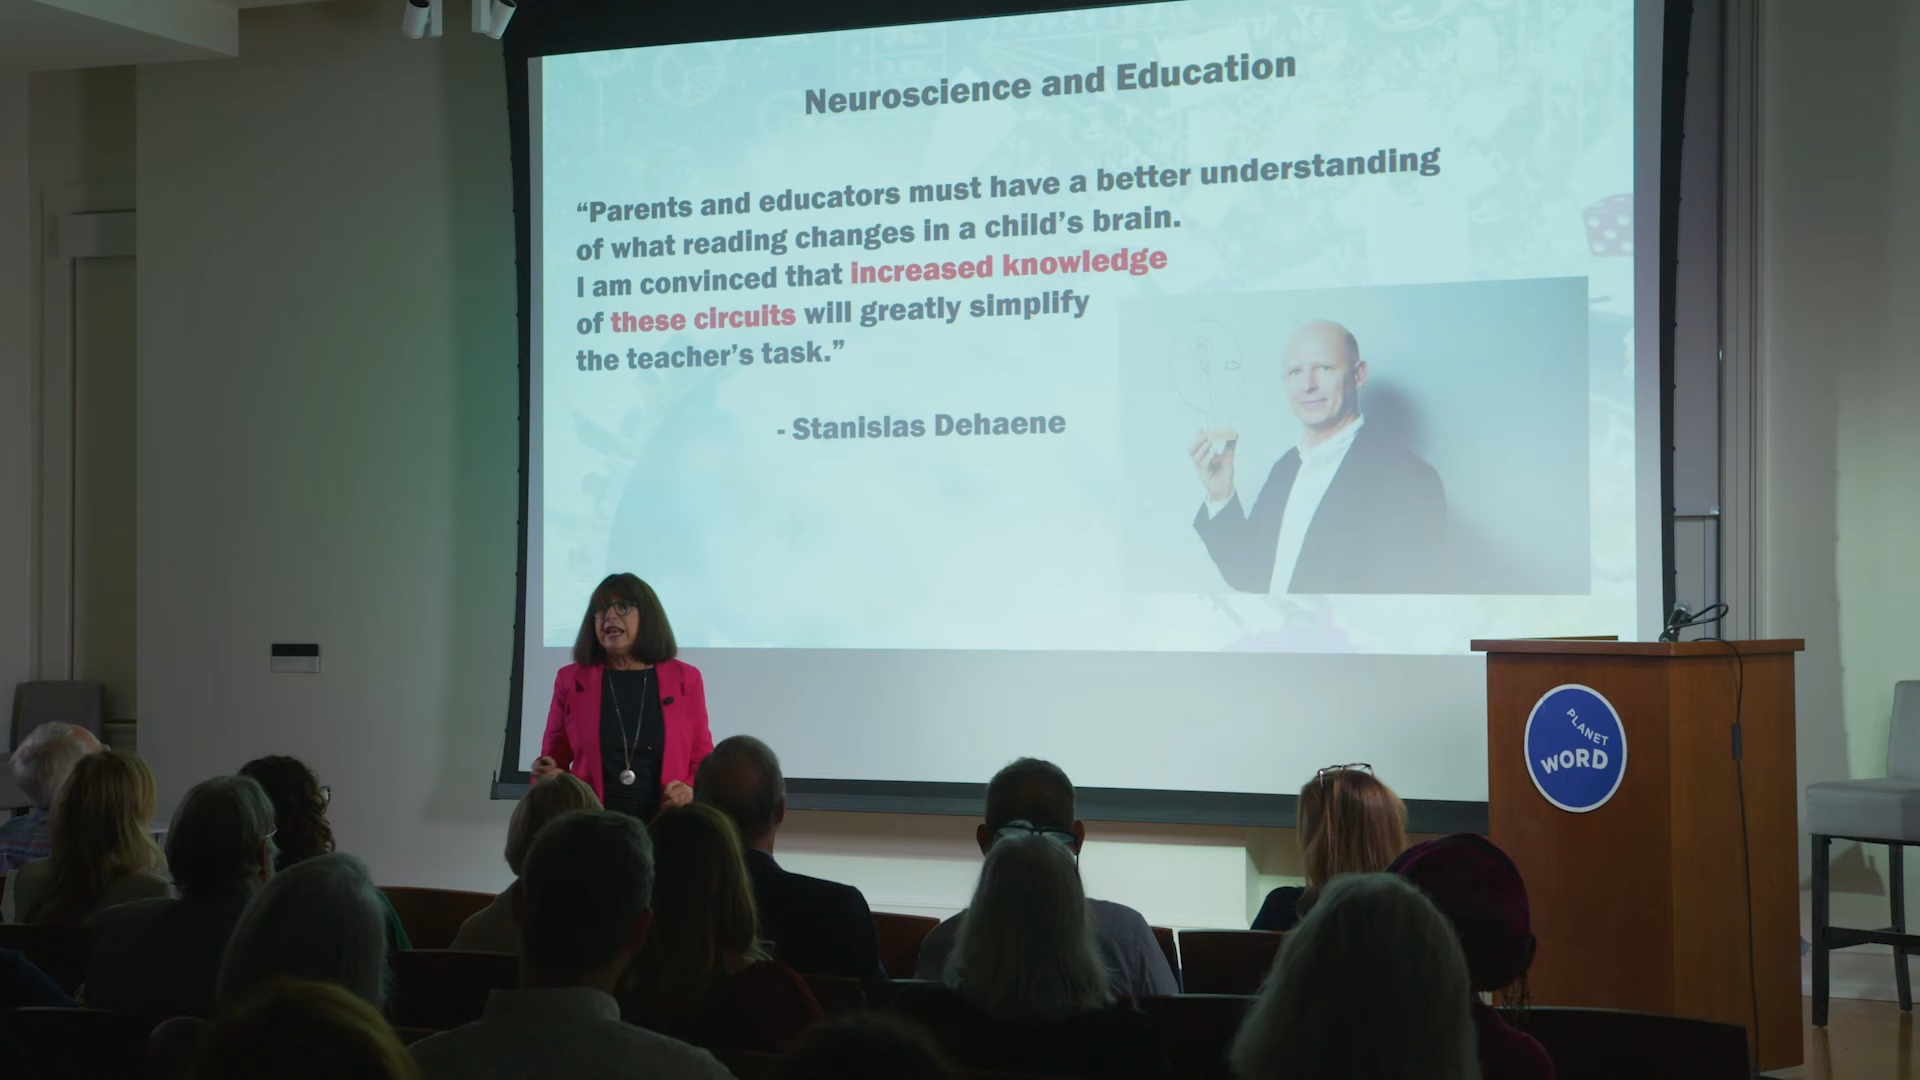 Neuroscience and Education
“Parents and educators must have a better understanding
of what reading changes in a child’s brain.
I am convinced that increased knowledge
of these circuits will greatly simplify
the teacher’s task.”
- Stanislas Dehaene
PLANET
WORD